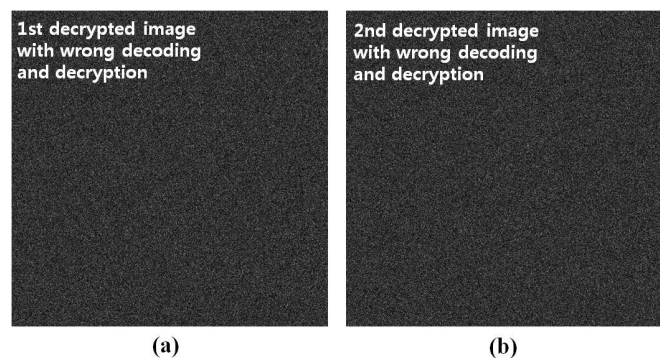 1st decrypted image
with wrong decoding
and decryption
2nd decrypted image
with wrong decoding
and decryption
(a)
(b)